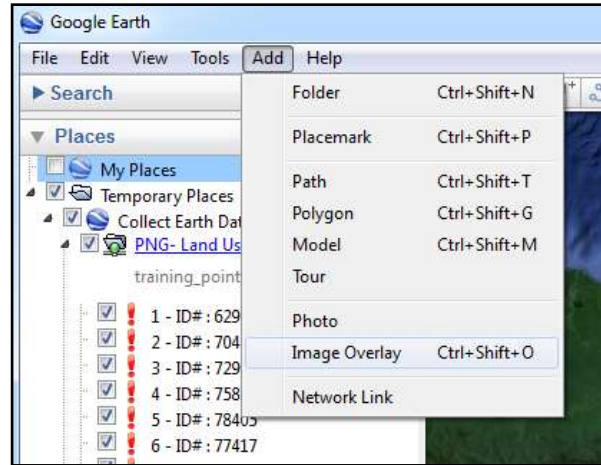 Google Earth
File Edit View Tools Add Help
Search
Places
My Places
Temporary Places
Collect Earth Dat
PNG- Land Us
training_point
1 - ID# : 629
2 - ID# : 704
3 - ID# : 729
4 - ID# : 758
5 - ID# : 78405
6 - ID# : 77417
Folder Ctrl+Shift+N
Placemark Ctrl+Shift+P
Path Ctrl+Shift+T
Polygon Ctrl+Shift+G
Model Ctrl+Shift+M
Tour
Photo
Image Overlay Ctrl+Shift+O
Network Link